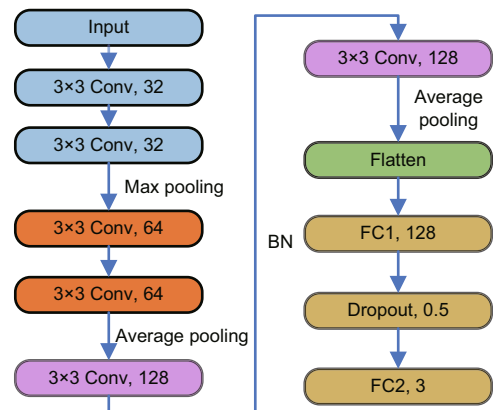 Input
3×3 Conv, 32
3×3 Conv, 32
Max pooling
3×3 Conv, 64
3×3 Conv, 64
Average pooling
3×3 Conv, 128
BN
3×3 Conv, 128
Average
pooling
Flatten
FC1, 128
Dropout, 0.5
FC2, 3